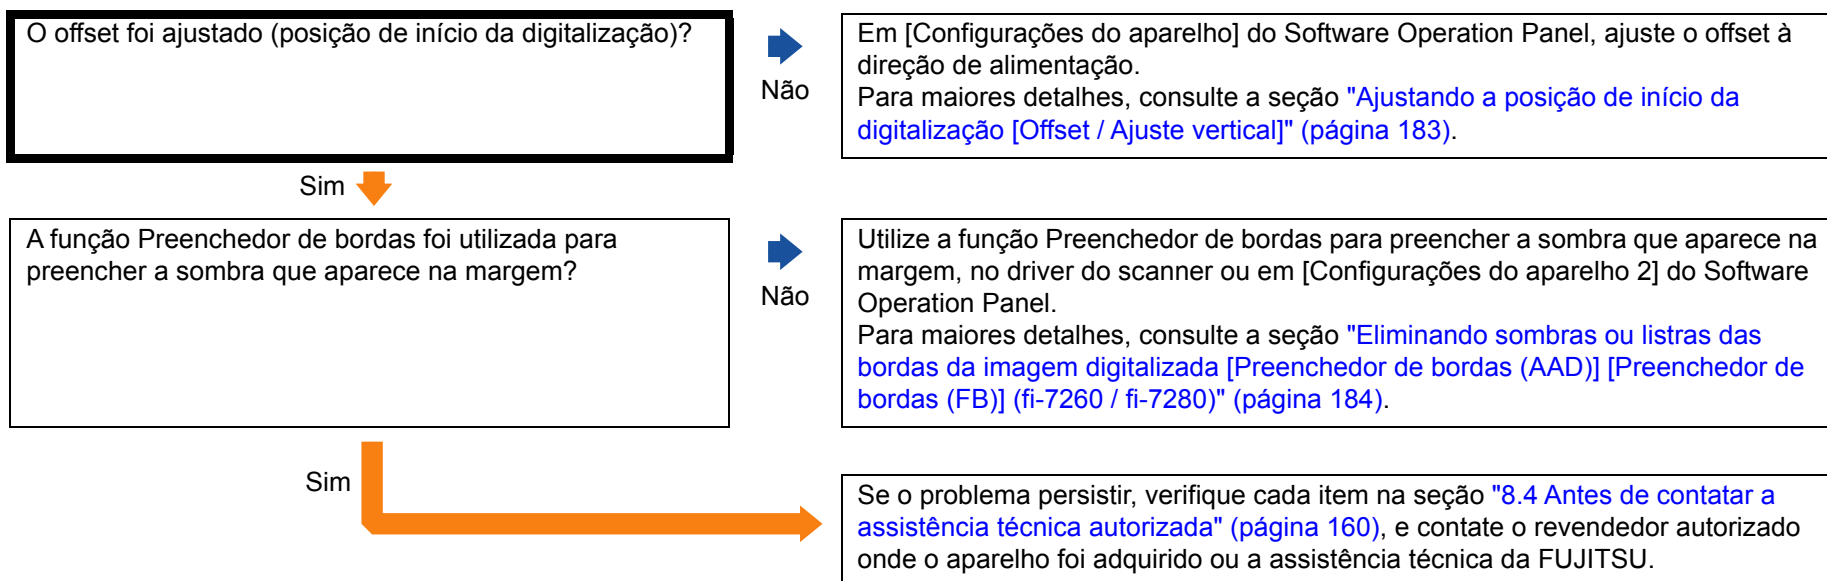 O offset foi ajustado (posição de início da digitalização)?
Não
Em [Configurações do aparelho] do Software Operation Panel, ajuste o offset à
direção de alimentação.
Para maiores detalhes, consulte a seção "Ajustando a posição de início da
digitalização [Offset / Ajuste vertical]" (página 183).
Sim
A função Preenchedor de bordas foi utilizada para
preencher a sombra que aparece na margem?
Não
Utilize a função Preenchedor de bordas para preencher a sombra que aparece na
margem, no driver do scanner ou em [Configurações do aparelho 2] do Software
Operation Panel.
Para maiores detalhes, consulte a seção "Eliminando sombras ou listras das
bordas da imagem digitalizada [Preenchedor de bordas (AAD)] [Preenchedor de
bordas (FB)] (fi-7260 / fi-7280)" (página 184).
Sim
Se o problema persistir, verifique cada item na seção "8.4 Antes de contatar a
assistência técnica autorizada" (página 160), e contate o revendedor autorizado
onde o aparelho foi adquirido ou a assistência técnica da FUJITSU.